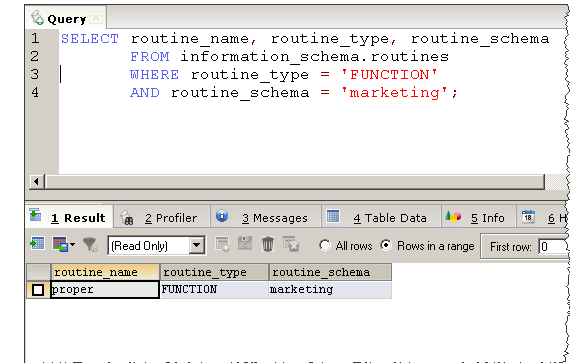 Query
1 SELECT routine_name, routine_type, routine_schema
2 FROM information_schema.routines
3 WHERE routine_type = 'FUNCTION'
4 AND routine_schema = 'marketing';
1 Result 2 Profiler 3 Messages 4 Table Data 5 Info 18 6 H
(Read Only) All rows Rows in a range First row: 0
routine_name routine_type routine_schema
proper FUNCTION marketing